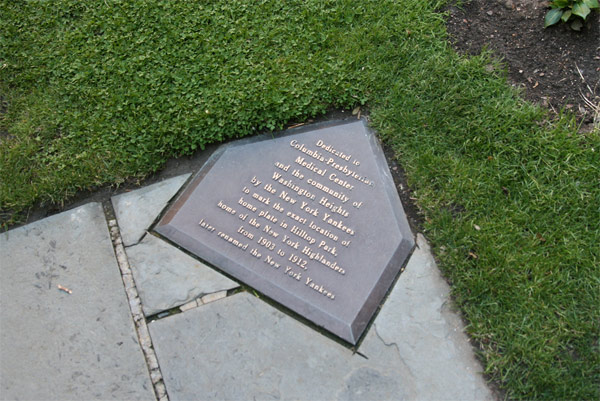 Dedicated to
Columbia-Presbyterian
Medical Center
and the community of
Washington Heights
by the New York Yankees
to mark the exact location of
home plate in Hilltop Park,
home of the New York Highlanders
from 1903 to 1912,
later renamed the New York Yankees